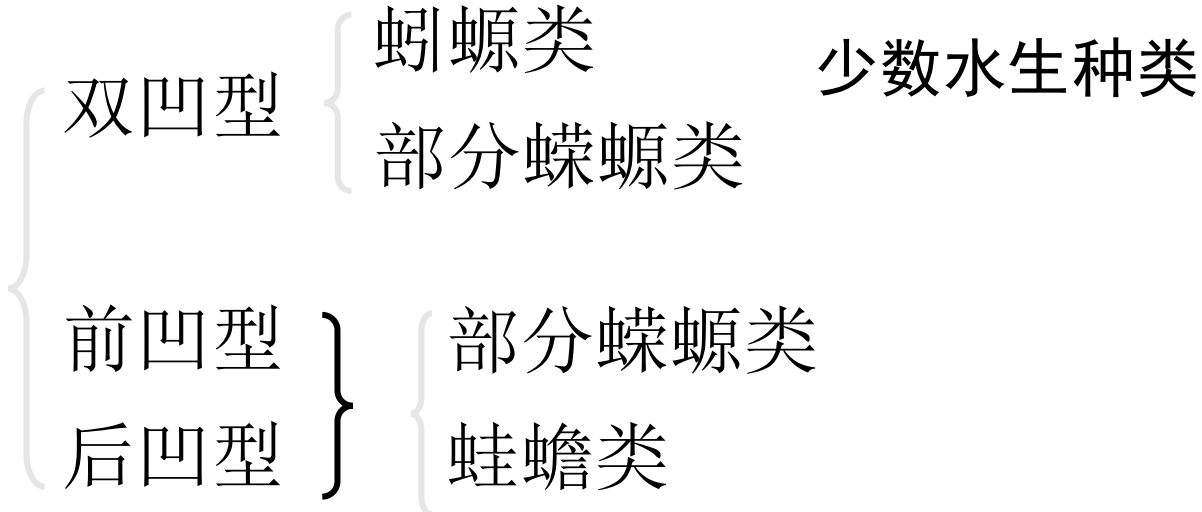 双凹型
蚓螈类
少数水生种类
部分蝾螈类
前凹型
部分蝾螈类
后凹型
蛙蟾类